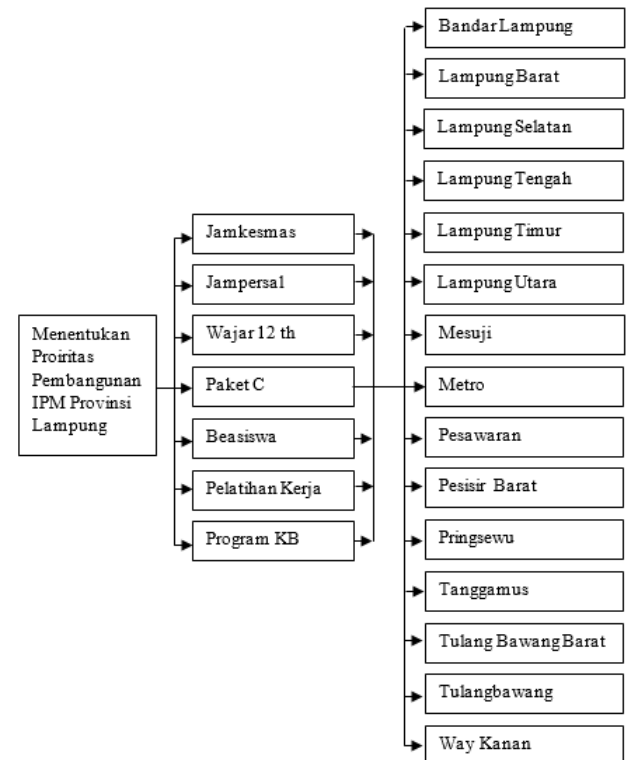 Menentukan
Proiritas
Pembangunan
IPM Provinsi
Lampung
Jamkesmas
Jampersal
Wajar 12 th
Paket C
Beasiswa
Pelatihan Kerja
Program KB
Bandar Lampung
Lampung Barat
Lampung Selatan
Lampung Tengah
Lampung Timur
Lampung Utara
Mesuji
Metro
Pesawaran
Pesisir Barat
Pringsewu
Tanggamus
Tulang Bawang Barat
Tulangbawang
Way Kanan